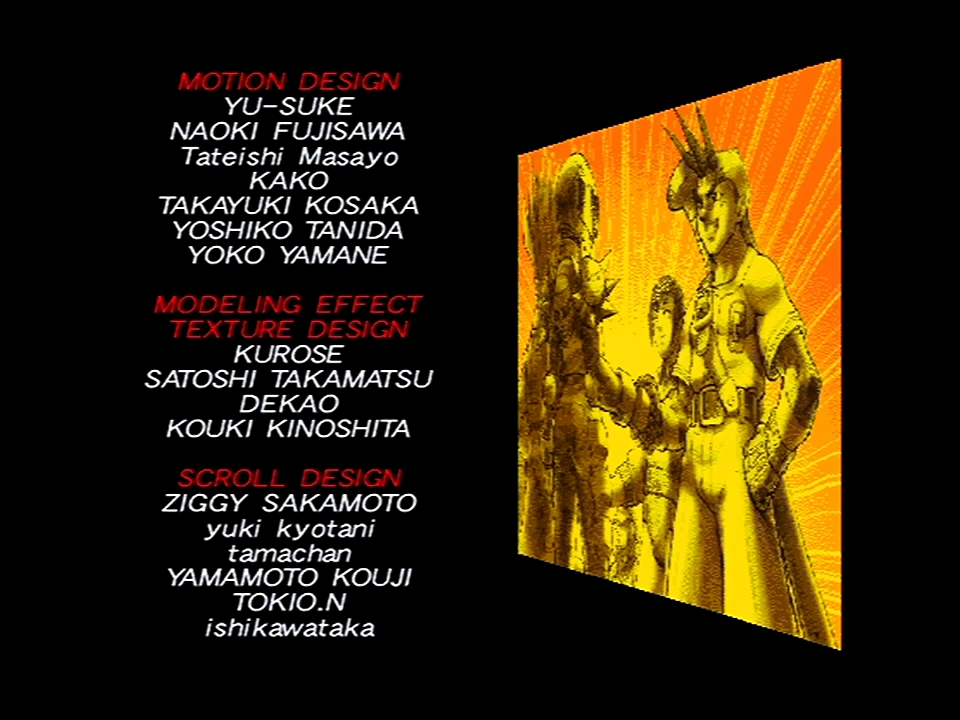 MOTION DESIGN
YU-SUKE
NAOKI FUJISAWA
Tateishi Masayo
KAKO
TAKAYUKI KOSAKA
YOSHIKO TANIDA
YOKO YAMANE
MODELING EFFECT
TEXTURE DESIGN
KUROSE
SATOSHI TAKAMATSU
DEKAO
KOUKI KINOSHITA
SCROLL DESIGN
ZIGGY SAKAMOTO
yuki kyotani
tamachan
YAMAMOTO KOUJI
TOKIO.N
ishikawataka